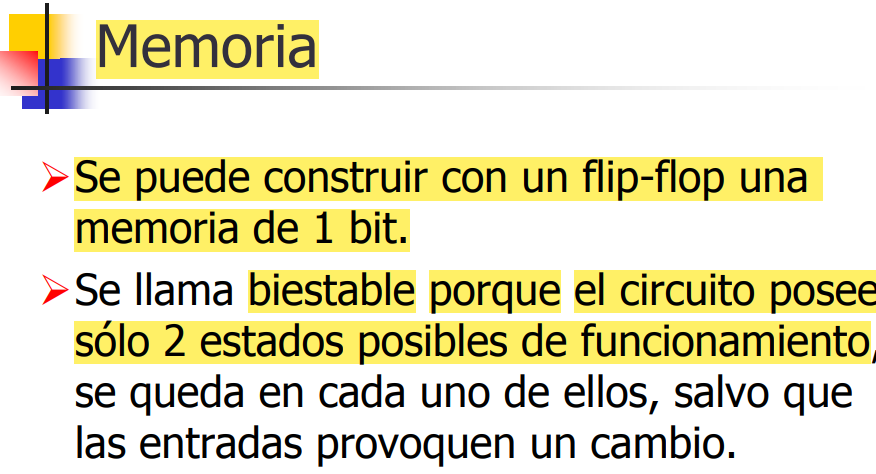 Memoria
Se puede construir con un flip-flop una
memoria de 1 bit.
Se llama biestable porque el circuito posee
sólo 2 estados posibles de funcionamiento,
se queda en cada uno de ellos, salvo que
las entradas provoquen un cambio.